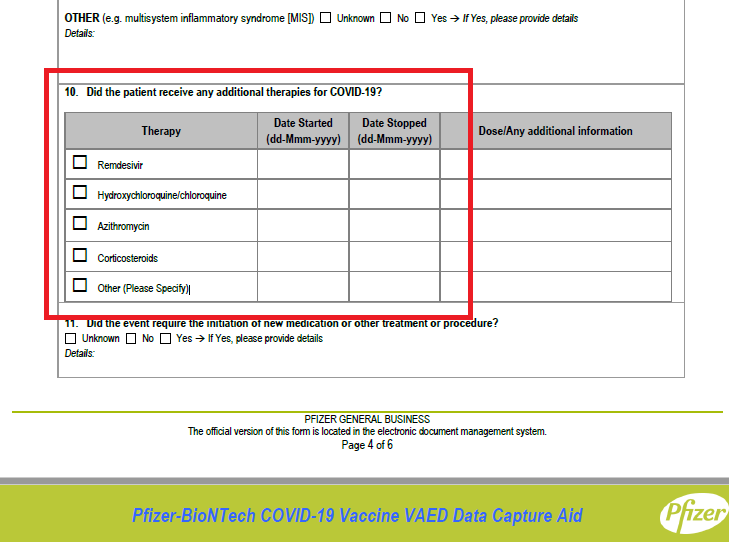 OTHER (e.g. multisystem inflammatory syndrome [MIS]) ☐ Unknown ☐ No ☐ Yes → If Yes, please provide details
Details:
10. Did the patient receive any additional therapies for COVID-19?
Therapy
Date Started
(dd-Mmm-yyyy)
Date Stopped
(dd-Mmm-yyyy)
Dose/Any additional information
☐ Remdesivir
☐ Hydroxychloroquine/chloroquine
☐ Azithromycin
☐ Corticosteroids
☐ Other (Please Specify)
11. Did the event require the initiation of new medication or other treatment or procedure?
☐ Unknown ☐ No ☐ Yes → If Yes, please provide details
Details:
PFIZER GENERAL BUSINESS
The official version of this form is located in the electronic document management system.
Page 4 of 6
Pfizer-BioNTech COVID-19 Vaccine VAED Data Capture Aid
Pfizer